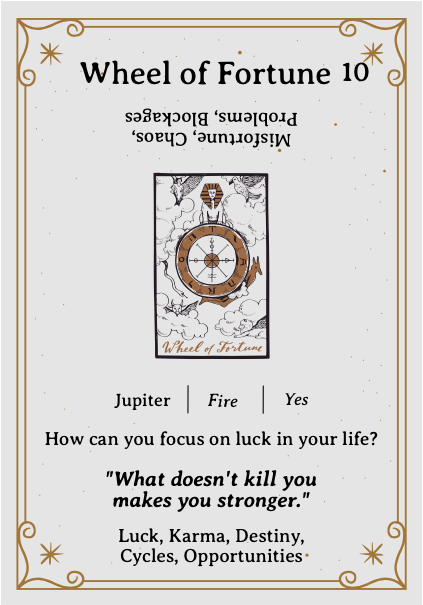 Wheel of Fortune 10
Misfortune, Chaos,
Problems, Blockages
Wheel of Fortune
Jupiter | Fire | Yes
How can you focus on luck in your life?
"What doesn't kill you
makes you stronger."
Luck, Karma, Destiny,
Cycles, Opportunities